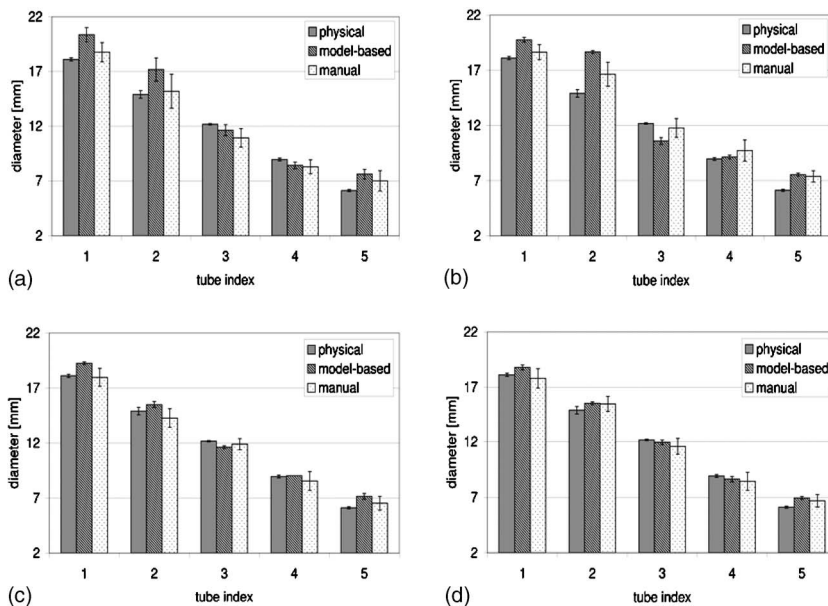 22
17
12
7
2
diameter [mm]
physical
model-based
manual
1 2 3 4 5
tube index
(a)
22
17
12
7
2
diameter [mm]
physical
model-based
manual
1 2 3 4 5
tube index
(b)
22
17
12
7
2
diameter [mm]
physical
model-based
manual
1 2 3 4 5
tube index
(c)
22
17
12
7
2
diameter [mm]
physical
model-based
manual
1 2 3 4 5
tube index
(d)